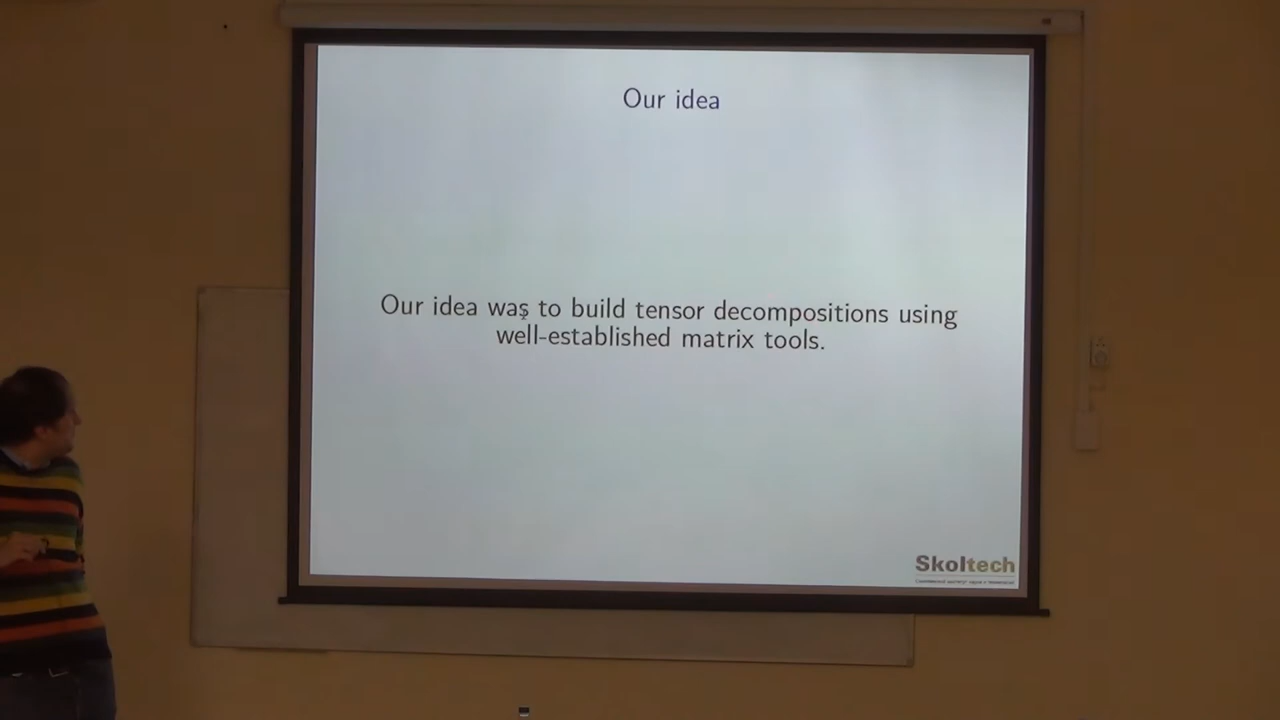 Our idea
Our idea was to build tensor decompositions using
well-established matrix tools.
Skoltech